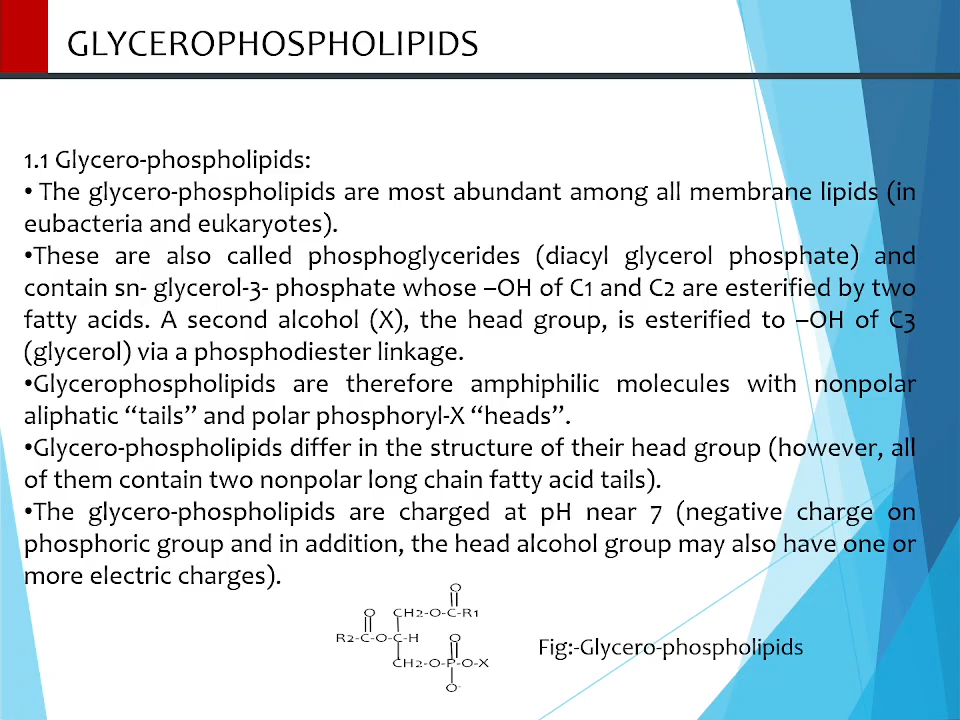 GLYCEROPHOSPHOLIPIDS
1.1 Glycero-phospholipids:
• The glycero-phospholipids are most abundant among all membrane lipids (in
eubacteria and eukaryotes).
•These are also called phosphoglycerides (diacyl glycerol phosphate) and
contain sn- glycerol-3- phosphate whose –OH of C1 and C2 are esterified by two
fatty acids. A second alcohol (X), the head group, is esterified to –OH of C3
(glycerol) via a phosphodiester linkage.
•Glycerophospholipids are therefore amphiphilic molecules with nonpolar
aliphatic “tails” and polar phosphoryl-X “heads”.
•Glycero-phospholipids differ in the structure of their head group (however, all
of them contain two nonpolar long chain fatty acid tails).
•The glycero-phospholipids are charged at pH near 7 (negative charge on
phosphoric group and in addition, the head alcohol group may also have one or
more electric charges).
O
O CH2-O-C-R1
R2-C-O-C-H O
CH2-O-P-O-X
O-
Fig:-Glycero-phospholipids